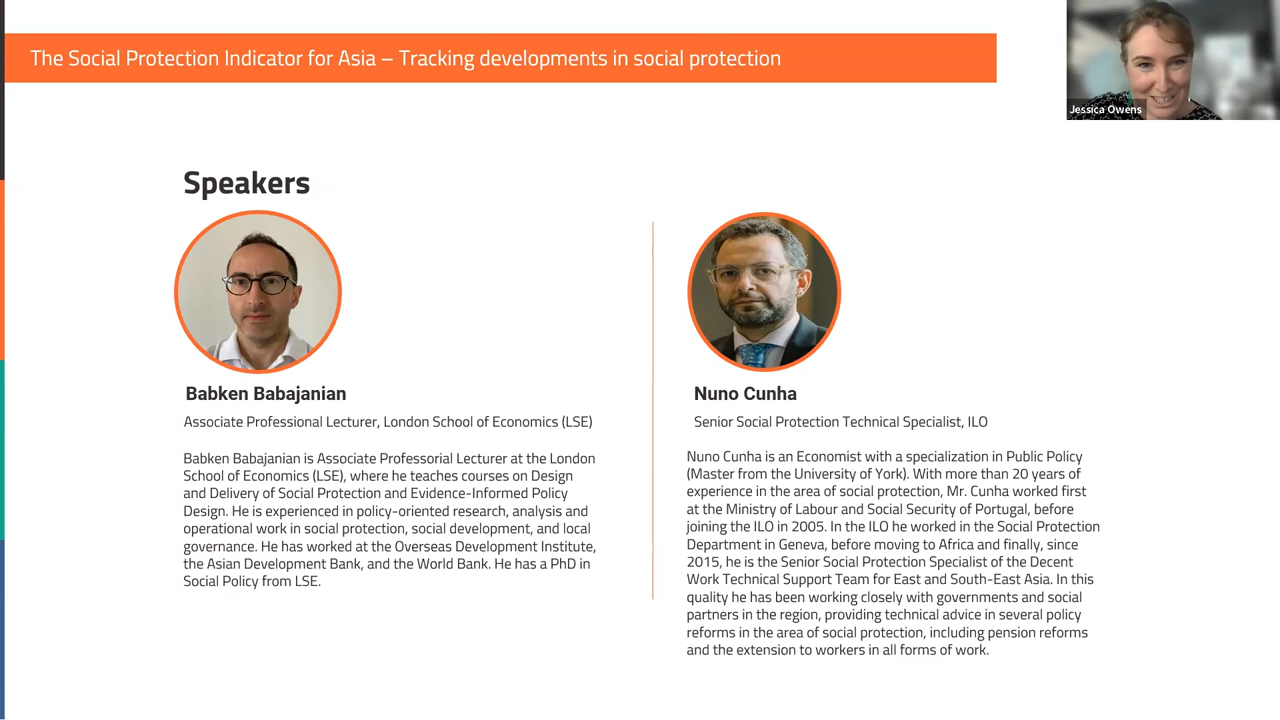 The Social Protection Indicator for Asia – Tracking developments in social protection
Jessica Owens
Speakers
Babken Babajanian
Associate Professional Lecturer, London School of Economics (LSE)
Babken Babajanian is Associate Professorial Lecturer at the London
School of Economics (LSE), where he teaches courses on Design
and Delivery of Social Protection and Evidence-Informed Policy
Design. He is experienced in policy-oriented research, analysis and
operational work in social protection, social development, and local
governance. He has worked at the Overseas Development Institute,
the Asian Development Bank, and the World Bank. He has a PhD in
Social Policy from LSE.
Nuno Cunha
Senior Social Protection Technical Specialist, ILO
Nuno Cunha is an Economist with a specialization in Public Policy
(Master from the University of York). With more than 20 years of
experience in the area of social protection, Mr. Cunha worked first
at the Ministry of Labour and Social Security of Portugal, before
joining the ILO in 2005. In the ILO he worked in the Social Protection
Department in Geneva, before moving to Africa and finally, since
2015, he is the Senior Social Protection Specialist of the Decent
Work Technical Support Team for East and South-East Asia. In this
quality he has been working closely with governments and social
partners in the region, providing technical advice in several policy
reforms in the area of social protection, including pension reforms
and the extension to workers in all forms of work.